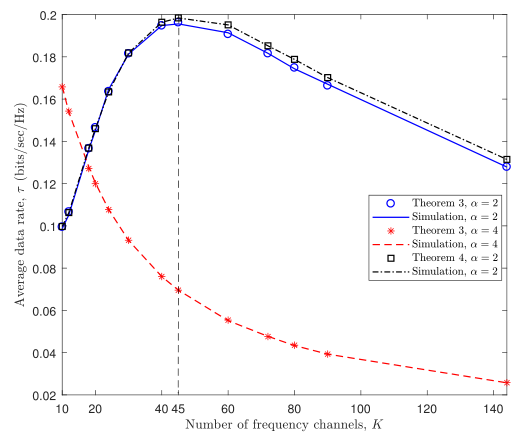 0.2
0.18
0.16
0.14
0.12
0.1
0.08
0.06
0.04
0.02
Average data rate, τ (bits/sec/Hz)
Theorem 3, α = 2
Simulation, α = 2
Theorem 3, α = 4
Simulation, α = 4
Theorem 4, α = 2
Simulation, α = 2
10 20 40 45 60 80 100 120 140
Number of frequency channels, K